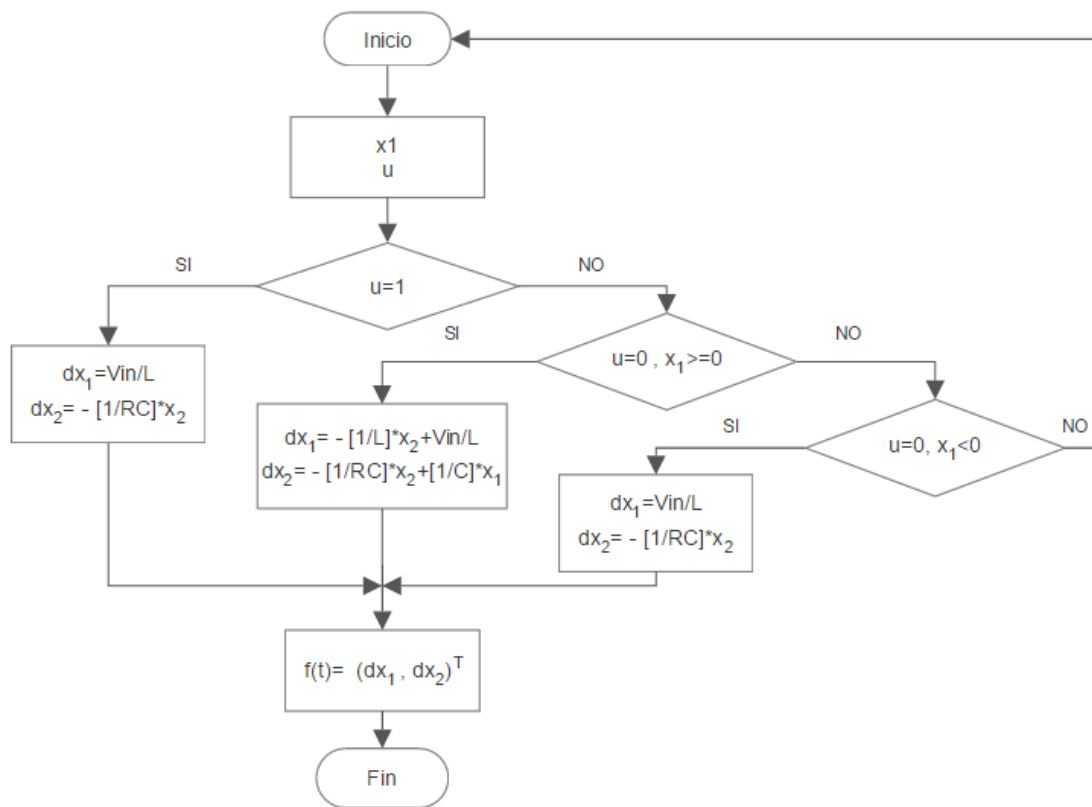 Inicio
x1
u
SI
u=1
NO
dx₁=Vin/L
dx₂= - [1/RC]*x₂
SI
u=0 , x₁>=0
NO
dx₁= - [1/L]*x₂+Vin/L
dx₂= - [1/RC]*x₂+[1/C]*x₁
SI
u=0, x₁<0
NO
dx₁=Vin/L
dx₂= - [1/RC]*x₂
f(t)= (dx₁ , dx₂)ᵀ
Fin